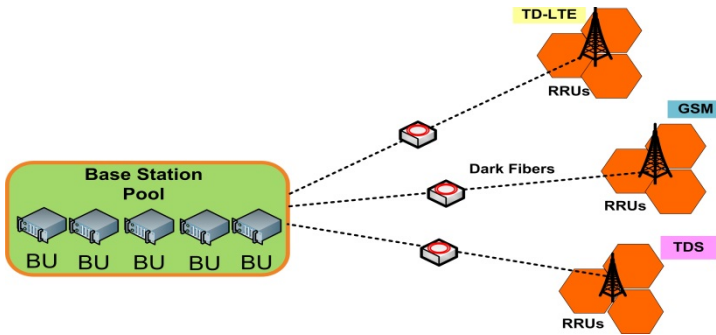 TD-LTE
RRUs
GSM
Dark Fibers
RRUs
Base Station
Pool
BU BU BU BU BU
TDS
RRUs